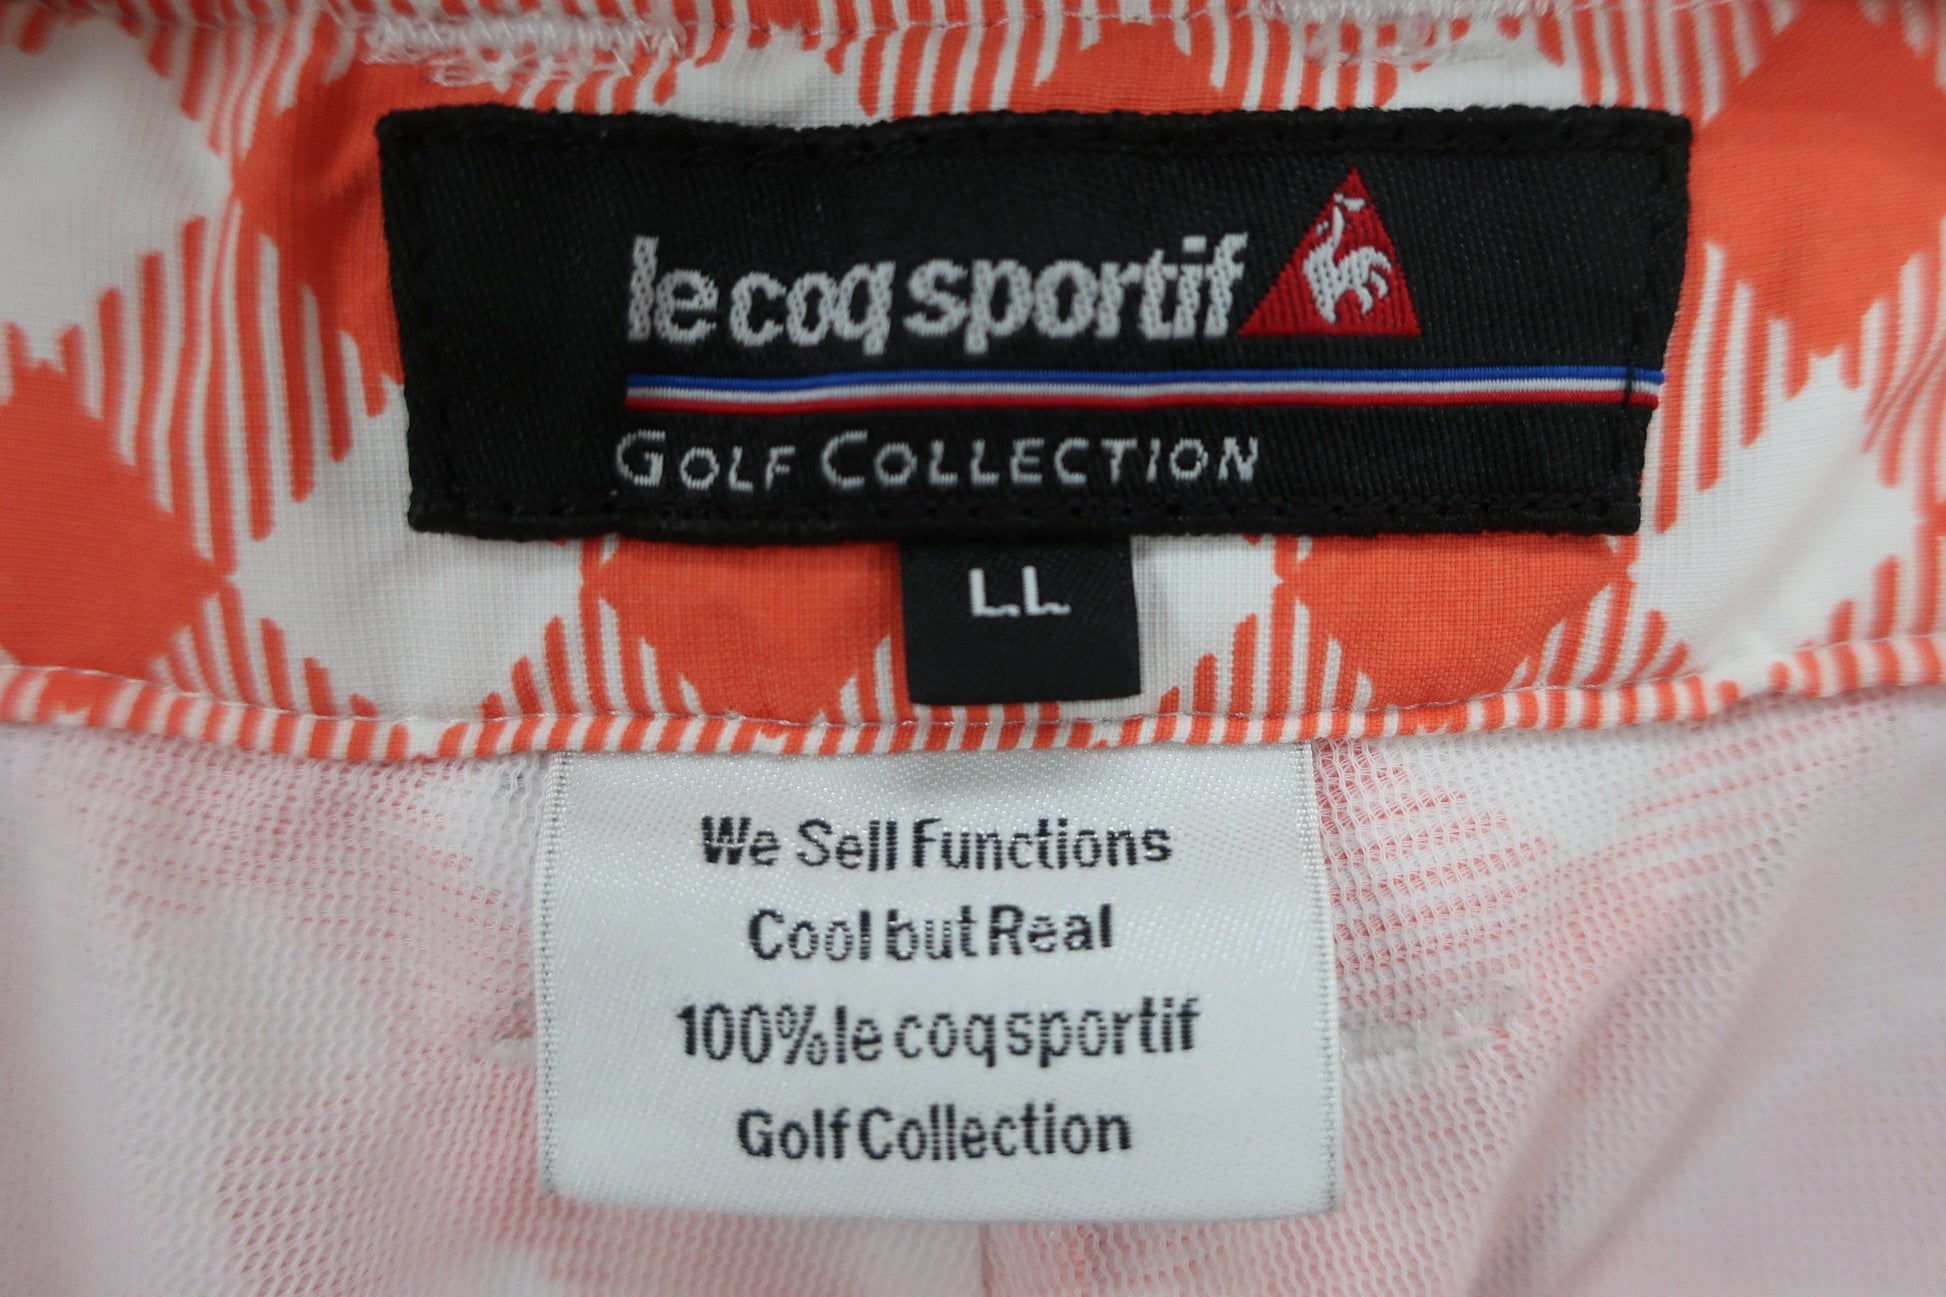 le coq sportif
GOLF COLLECTION
LL
We Sell Functions
Cool but Real
100% le coq sportif
Golf Collection